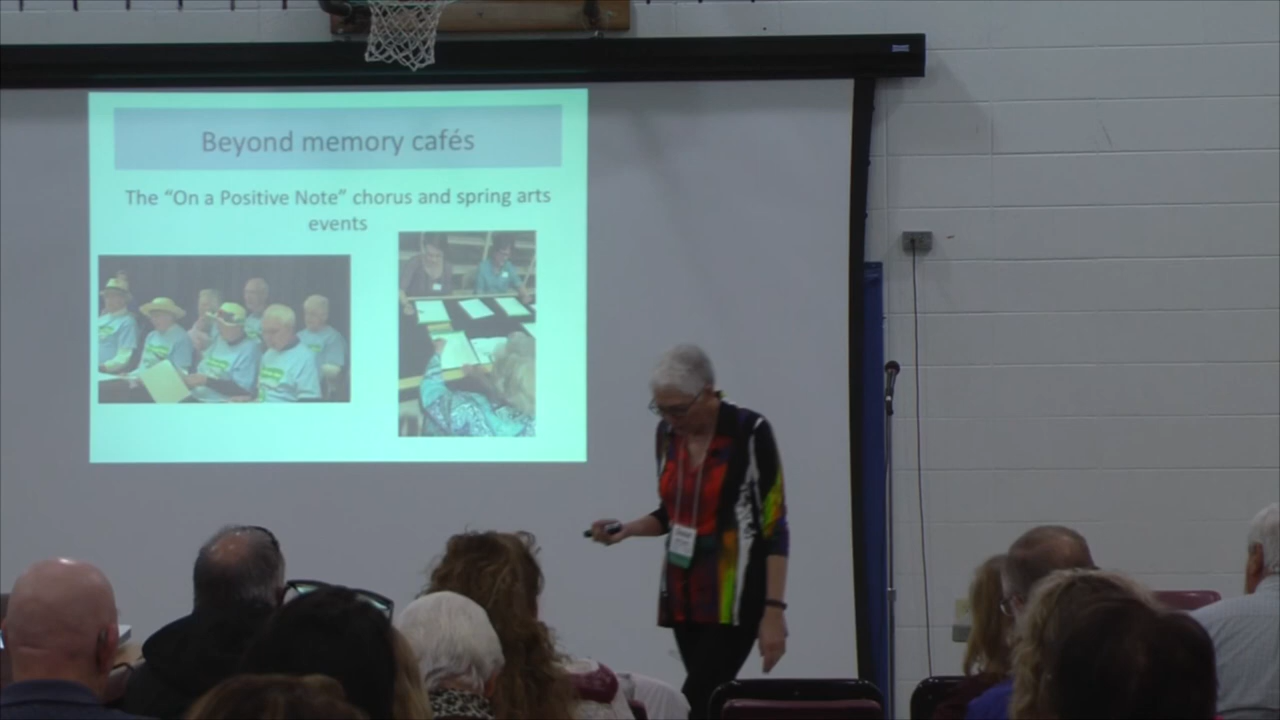 Beyond memory cafés
The “On a Positive Note” chorus and spring arts
events